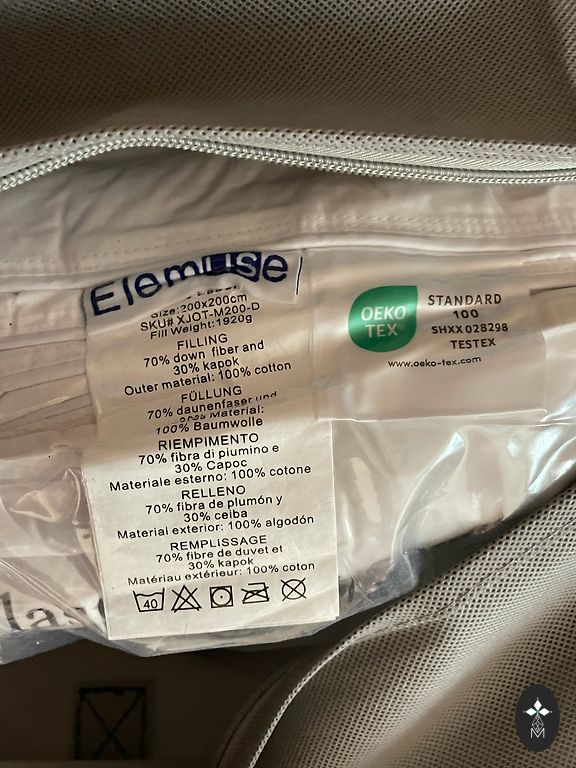 Elemuse
Size:200x200cm
SKU# XJOT-M200-D
Fill Weight:1920g
FILLING
70% down fiber and
30% kapok
Outer material: 100% cotton
FÜLLUNG
70% daunenfaser und
Material:
100% Baumwolle
RIEMPIMENTO
70% fibra di piumino e
30% Capoc
Materiale esterno: 100% cotone
RELLENO
70% fibra de plumón y
30% ceiba
Material exterior: 100% algodón
REMPLISSAGE
70% fibre de duvet et
30% kapok
Matériau extérieur: 100% coton
40
OEKO
TEX®
STANDARD
100
SHXX 028298
TESTEX
www.oeko-tex.com
las
M